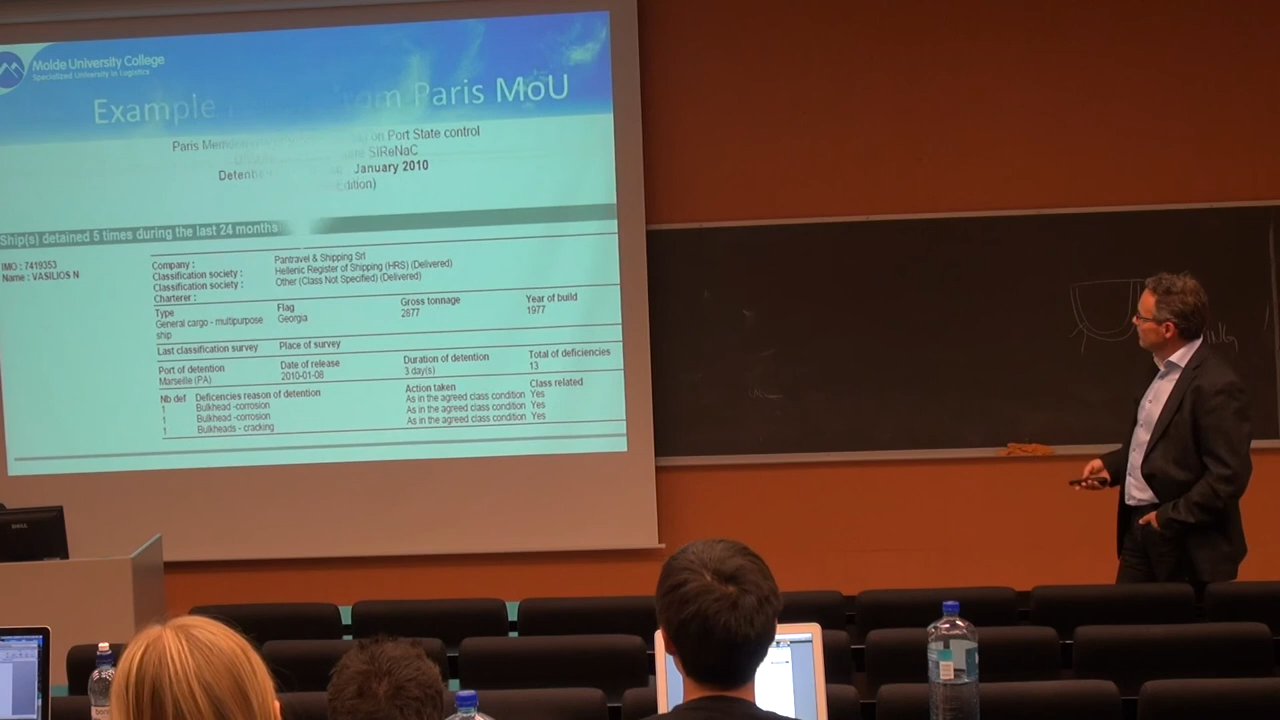 Molde University College
Specialized University in Logistics
Example from Paris MoU
Paris on Port State control
SIReNaC
January 2010
Edition)
Ship(s) detained 5 times during the last 24 months
IMO : 7419353
Name : VASILIOS N
Company : Pantravel & Shipping Srl
Classification society : Hellenic Register of Shipping (HRS) (Delivered)
Classification society : Other (Class Not Specified) (Delivered)
Charterer :
Type Flag Gross tonnage Year of build
General cargo - multipurpose ship Georgia 2877 1977
Last classification survey Place of survey
Port of detention Date of release Duration of detention Total of deficiencies
Marseille (PA) 2010-01-08 3 day(s) 13
Nb def Deficencies reason of detention Action taken Class related
1 Bulkhead -corrosion As in the agreed class condition Yes
1 Bulkhead -corrosion As in the agreed class condition Yes
1 Bulkheads - cracking As in the agreed class condition Yes
DELL